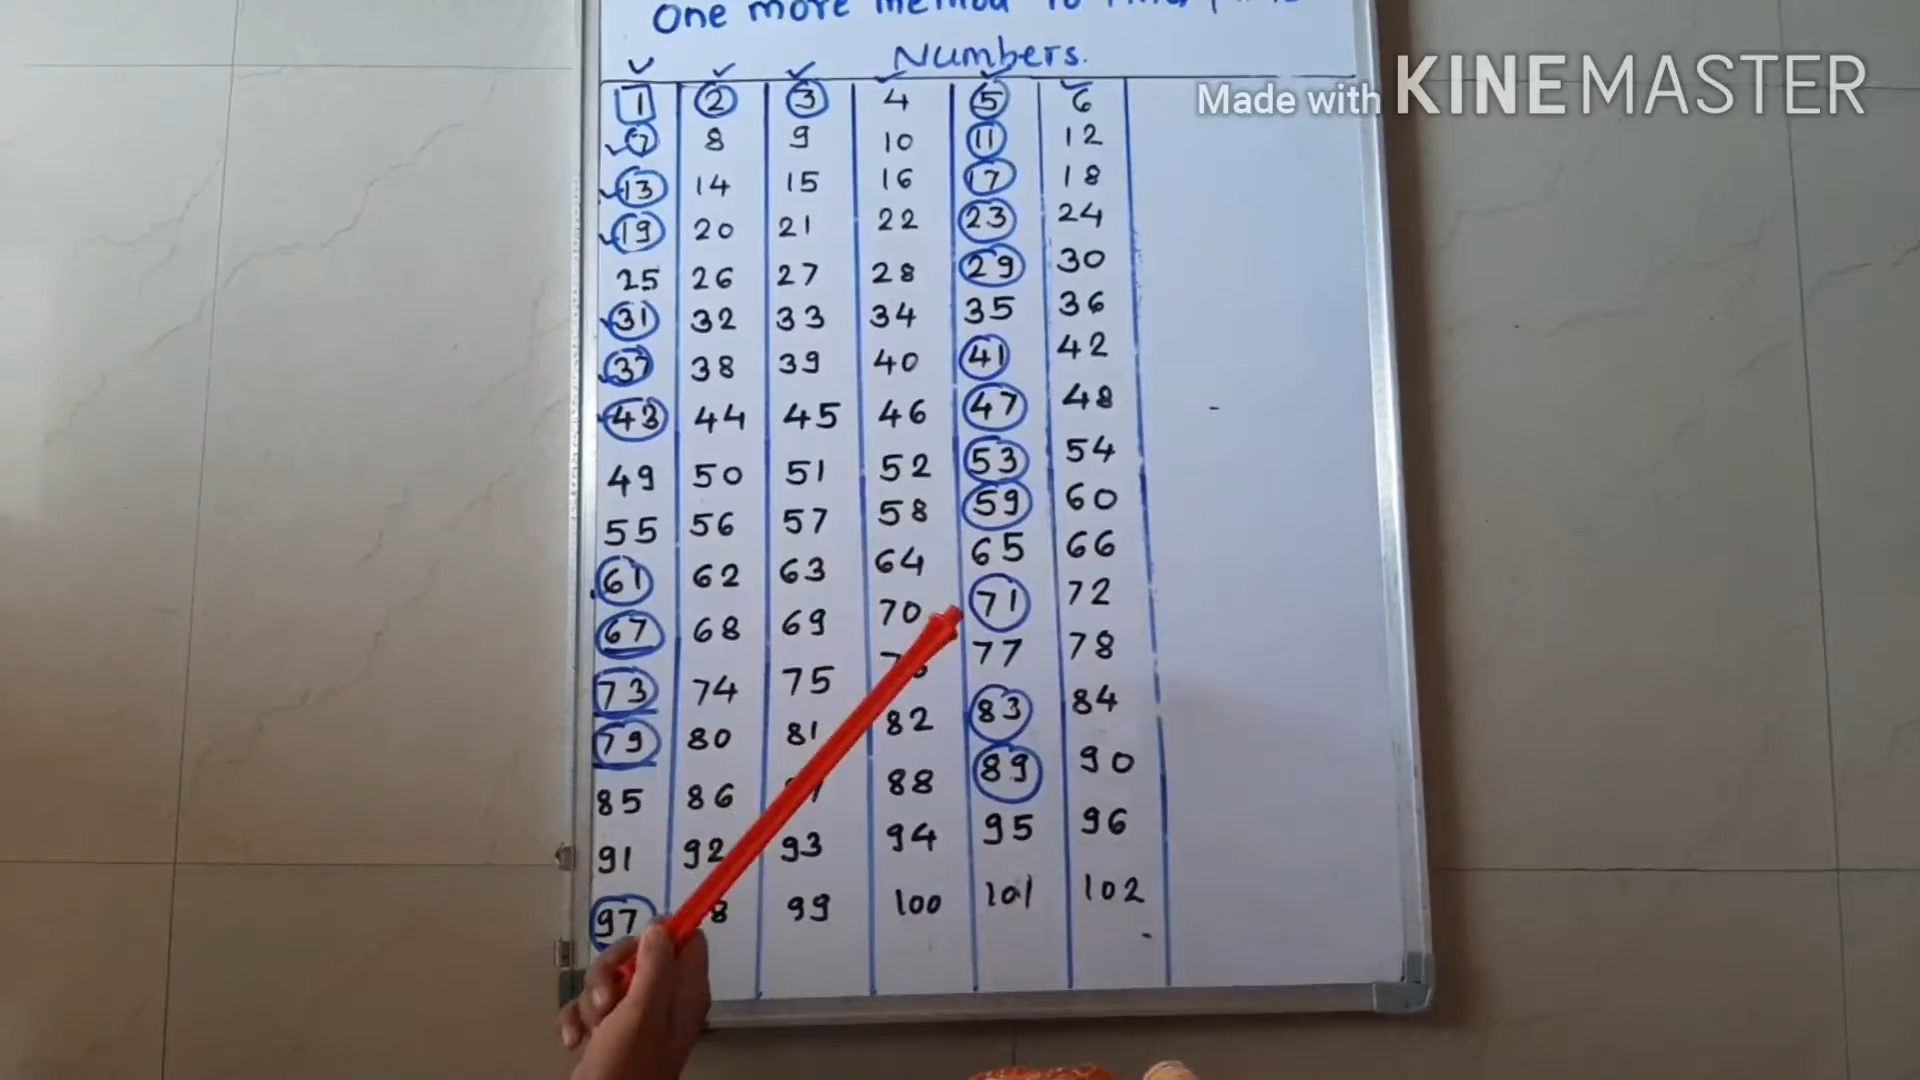 One more method to
Numbers.
Made with KINEMASTER
1 2 3 4 5 6
7 8 9 10 11 12
13 14 15 16 17 18
19 20 21 22 23 24
25 26 27 28 29 30
31 32 33 34 35 36
37 38 39 40 41 42
43 44 45 46 47 48
49 50 51 52 53 54
55 56 57 58 59 60
61 62 63 64 65 66
67 68 69 70 71 72
73 74 75 77 78
79 80 81 82 83 84
85 86 88 89 90
91 92 93 94 95 96
97 99 100 101 102